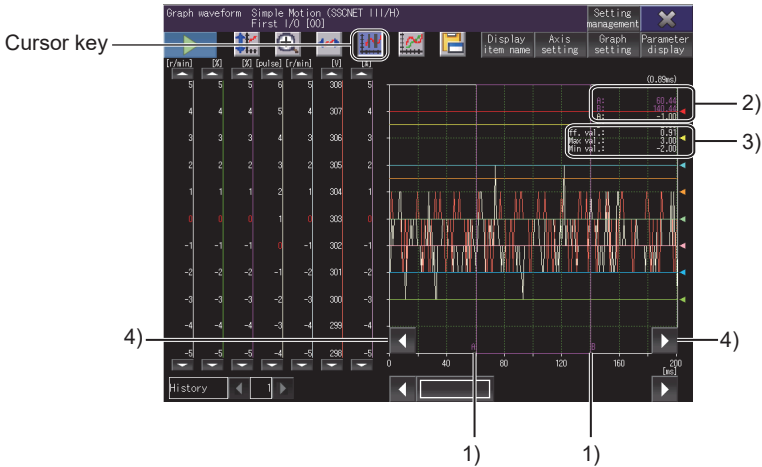 Graph waveform Simple Motion (SSCNET III/H)
First I/O [00]
Setting
management
Cursor key
Display
item name
Axis
setting
Graph
setting
Parameter
display
[r/min] [%] [%] [pulse] [r/min] [V] [%]
(0.89ms)
5 5 5 6 5 308 5
A: 60.44
B: 140.44
A: -1.00
2)
4 4 4 5 4 307 4
ff. val.: 0.91
Max val.: 3.00
Min val.: -2.00
3)
3 3 3 4 3 306 3
2 2 2 3 2 305 2
1 1 1 2 1 304 1
0 0 0 1 0 303 0
-1 -1 -1 0 -1 302 -1
-2 -2 -2 -1 -2 301 -2
-3 -3 -3 -2 -3 300 -3
-4 -4 -4 -3 -4 299 -4
4)
4)
-5 -5 -5 -4 -5 298 -5
A B
0 40 80 120 160 200
[ms]
History 1
1) 1)